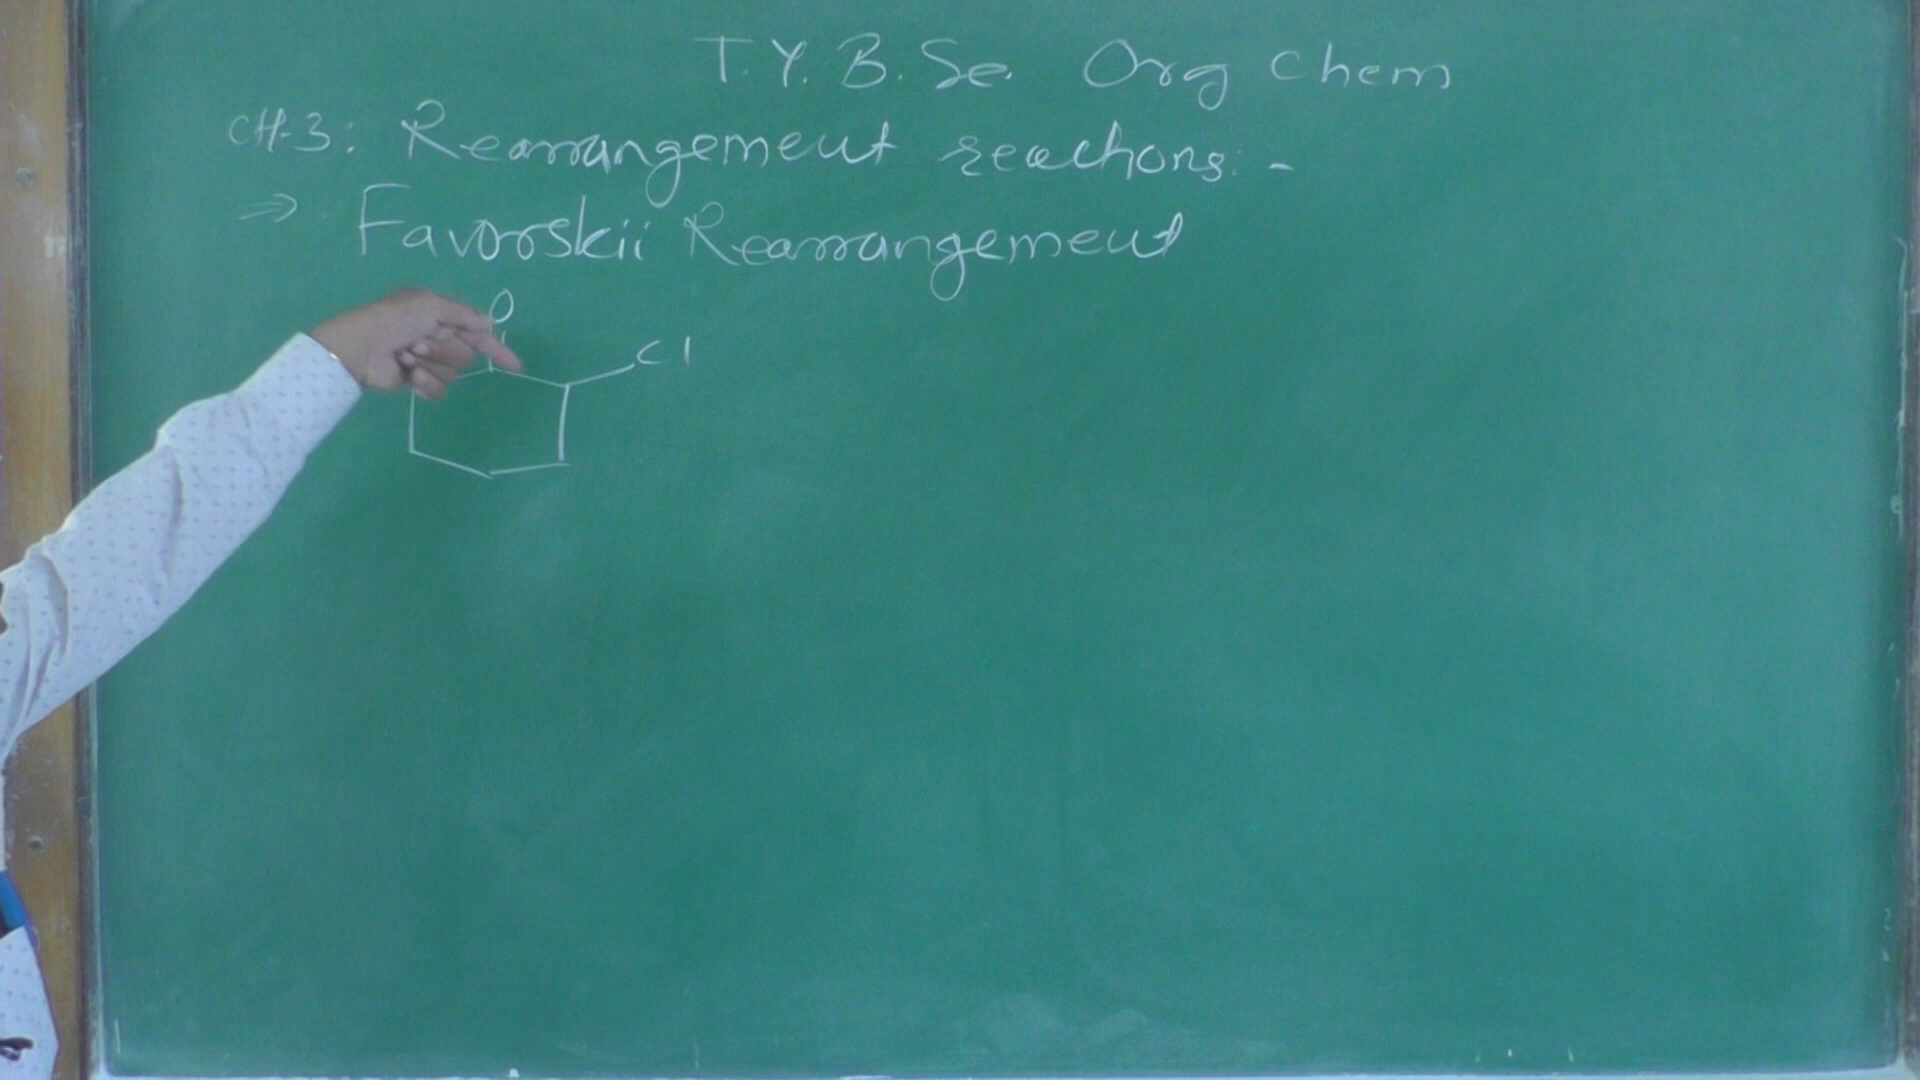 T.Y. B.Sc. Org Chem
CH-3: Rearrangement reactions: -
⇒ Favorskii Rearrangement
O
Cl